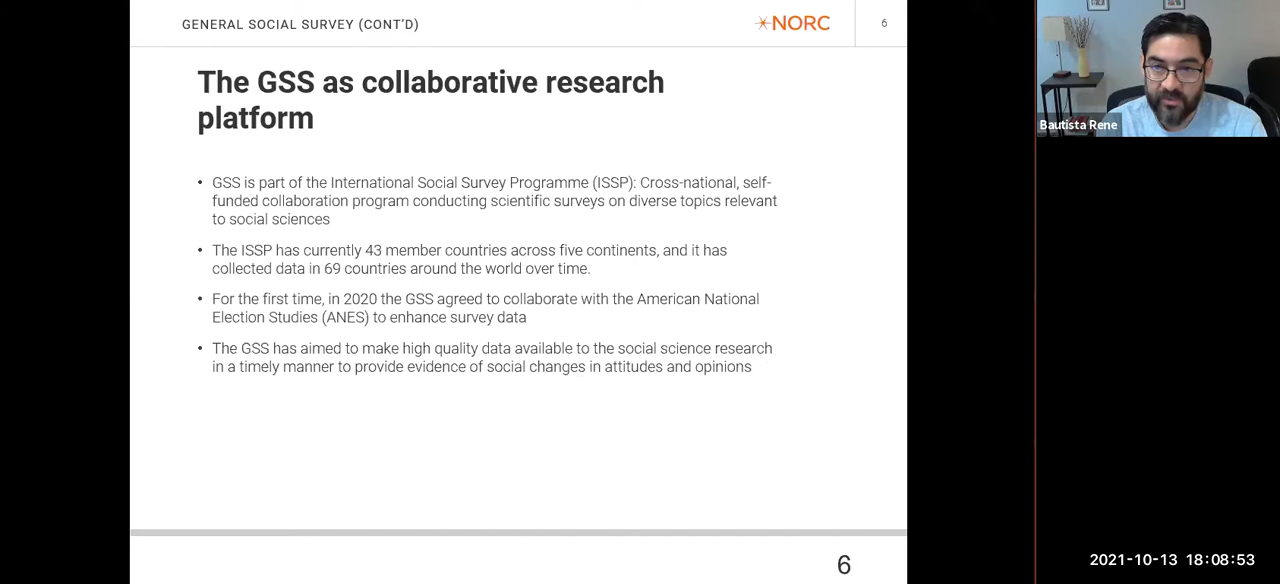 GENERAL SOCIAL SURVEY (CONT'D)
NORC
6
The GSS as collaborative research
platform
• GSS is part of the International Social Survey Programme (ISSP): Cross-national, self-
funded collaboration program conducting scientific surveys on diverse topics relevant
to social sciences
• The ISSP has currently 43 member countries across five continents, and it has
collected data in 69 countries around the world over time.
• For the first time, in 2020 the GSS agreed to collaborate with the American National
Election Studies (ANES) to enhance survey data
• The GSS has aimed to make high quality data available to the social science research
in a timely manner to provide evidence of social changes in attitudes and opinions
6
Bautista Rene
2021-10-13 18:08:53